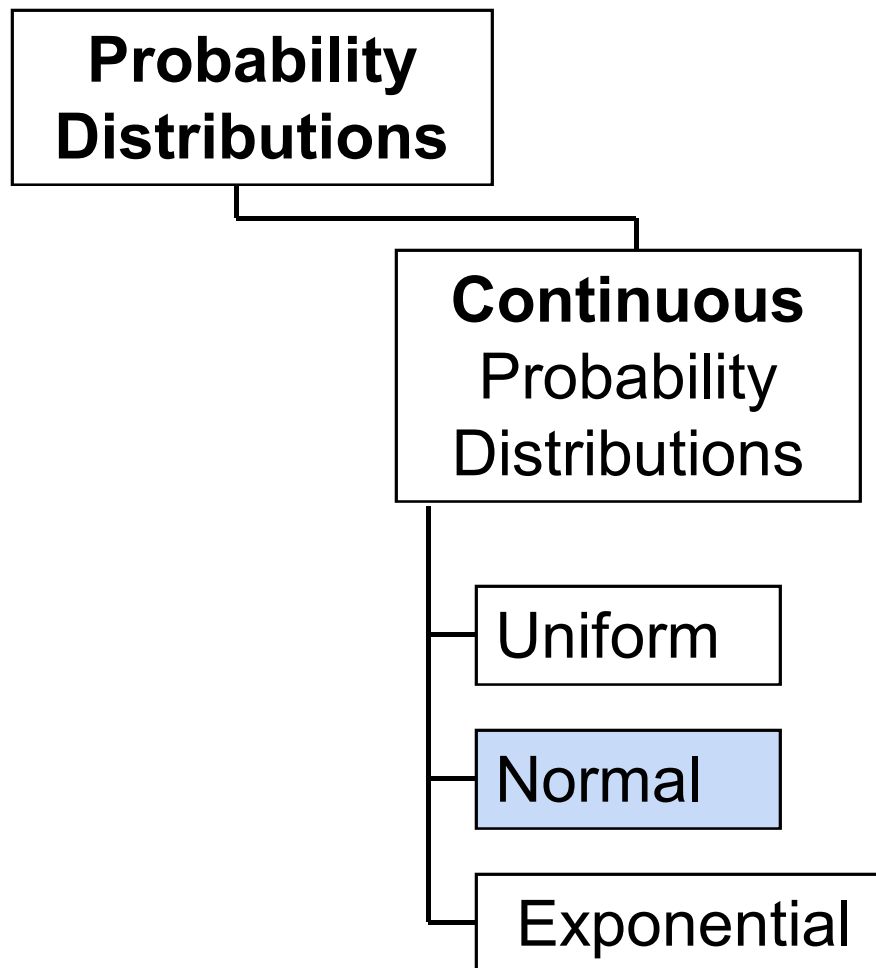 Probability
Distributions
Continuous
Probability
Distributions
Uniform
Normal
Exponential